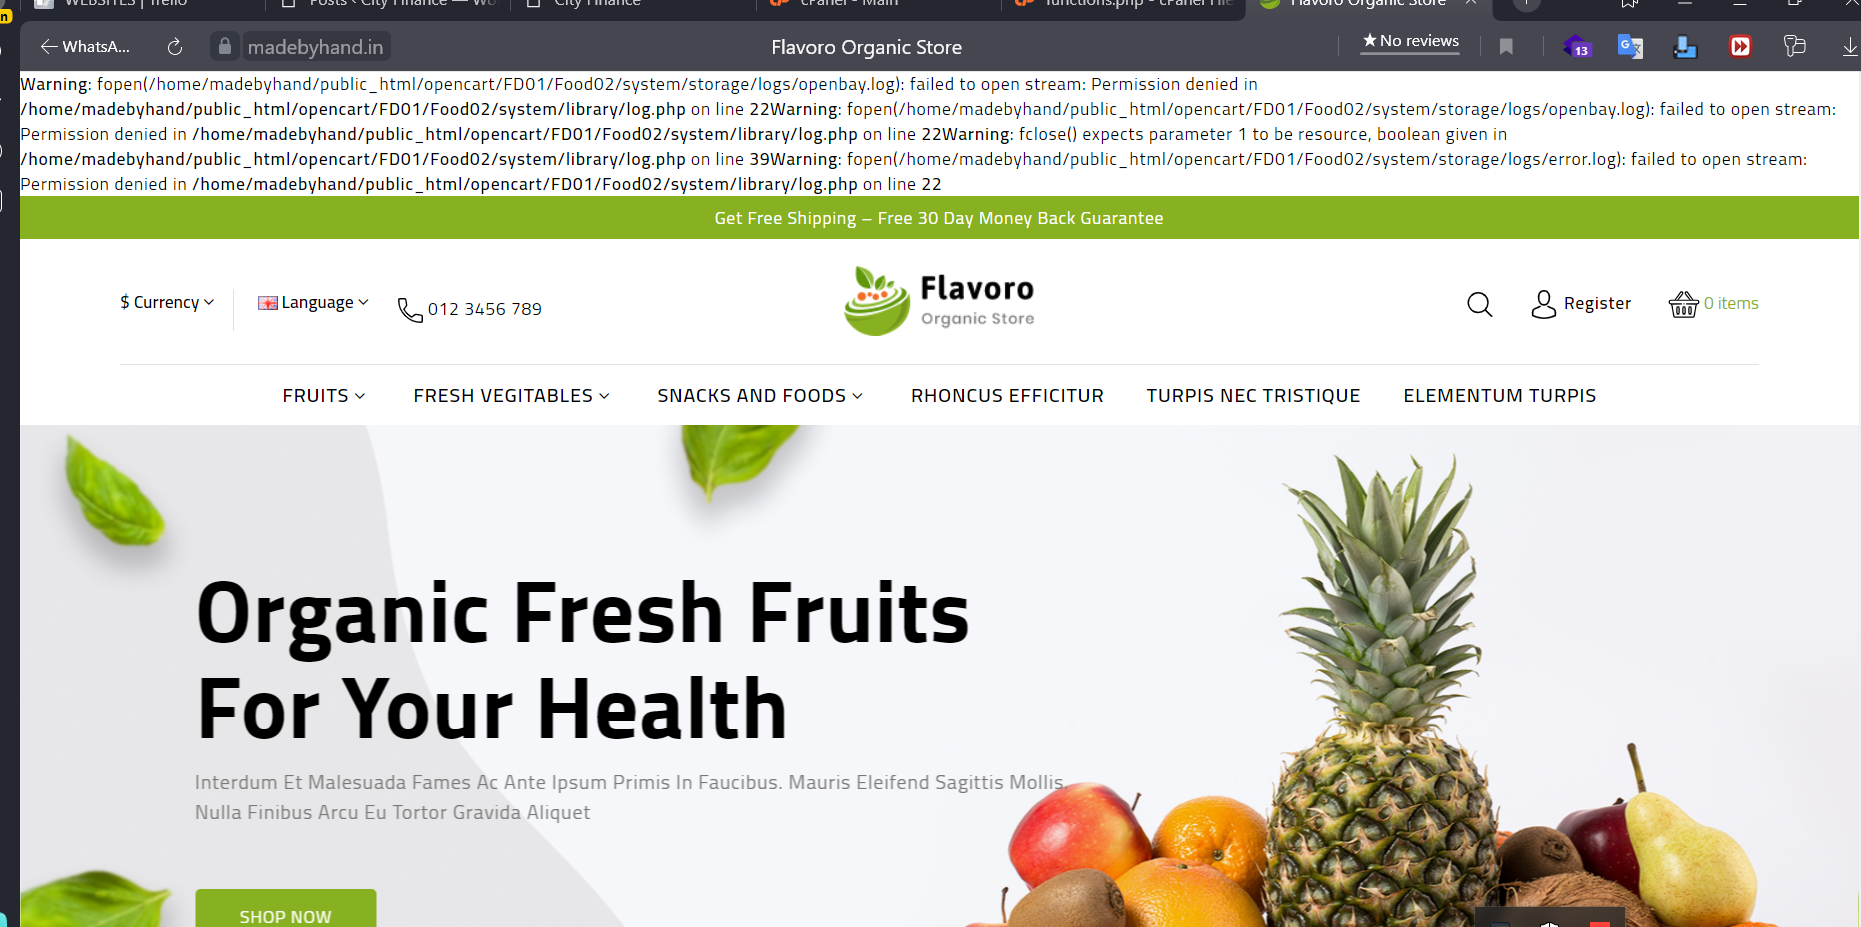 WEBSITES | Trello
Posts ‹ City Finance — Wo
City Finance
cPanel - Main
functions.php - cPanel File
Flavoro Organic Store
n
WhatsA...
madebyhand.in
Flavoro Organic Store
★No reviews
13
Warning: fopen(/home/madebyhand/public_html/opencart/FD01/Food02/system/storage/logs/openbay.log): failed to open stream: Permission denied in
/home/madebyhand/public_html/opencart/FD01/Food02/system/library/log.php on line 22Warning: fopen(/home/madebyhand/public_html/opencart/FD01/Food02/system/storage/logs/openbay.log): failed to open stream:
Permission denied in /home/madebyhand/public_html/opencart/FD01/Food02/system/library/log.php on line 22Warning: fclose() expects parameter 1 to be resource, boolean given in
/home/madebyhand/public_html/opencart/FD01/Food02/system/library/log.php on line 39Warning: fopen(/home/madebyhand/public_html/opencart/FD01/Food02/system/storage/logs/error.log): failed to open stream:
Permission denied in /home/madebyhand/public_html/opencart/FD01/Food02/system/library/log.php on line 22
Get Free Shipping – Free 30 Day Money Back Guarantee
$ Currency
Language
012 3456 789
Flavoro
Organic Store
Register
0 items
FRUITS
FRESH VEGITABLES
SNACKS AND FOODS
RHONCUS EFFICITUR
TURPIS NEC TRISTIQUE
ELEMENTUM TURPIS
Organic Fresh Fruits
For Your Health
Interdum Et Malesuada Fames Ac Ante Ipsum Primis In Faucibus. Mauris Eleifend Sagittis Mollis.
Nulla Finibus Arcu Eu Tortor Gravida Aliquet
SHOP NOW